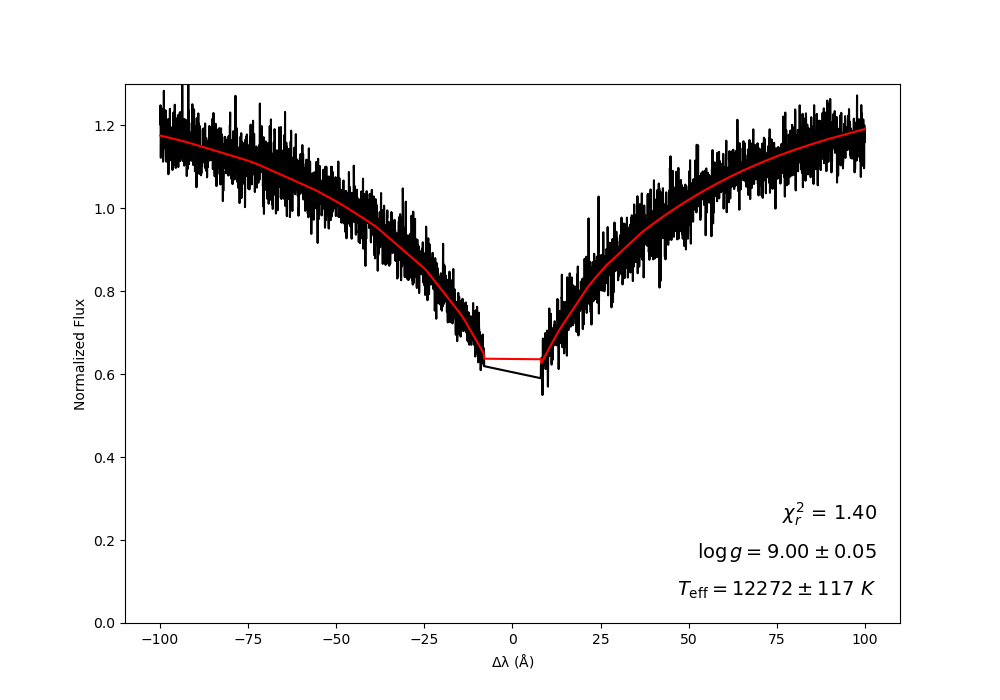 1.2
1.0
0.8
0.6
0.4
0.2
0.0
Normalized Flux
χ²ᵣ = 1.40
log g = 9.00 ± 0.05
T_eff = 12272 ± 117 K
−100 −75 −50 −25 0 25 50 75 100
Δλ (Å)